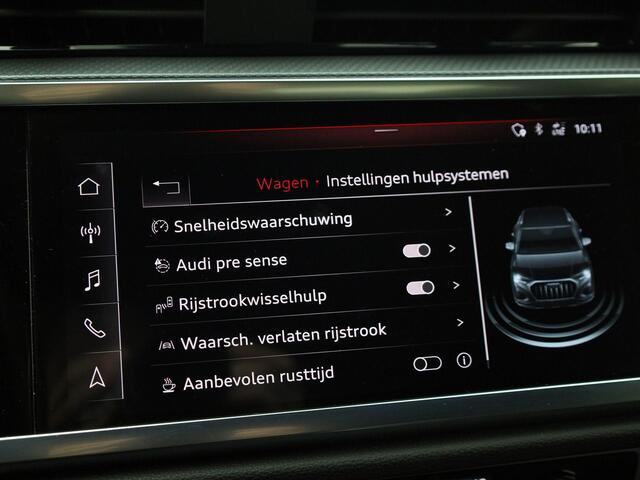 10:11
Wagen • Instellingen hulpsystemen
Snelheidswaarschuwing
Audi pre sense
Rijstrookwisselhulp
Waarsch. verlaten rijstrook
Aanbevolen rusttijd